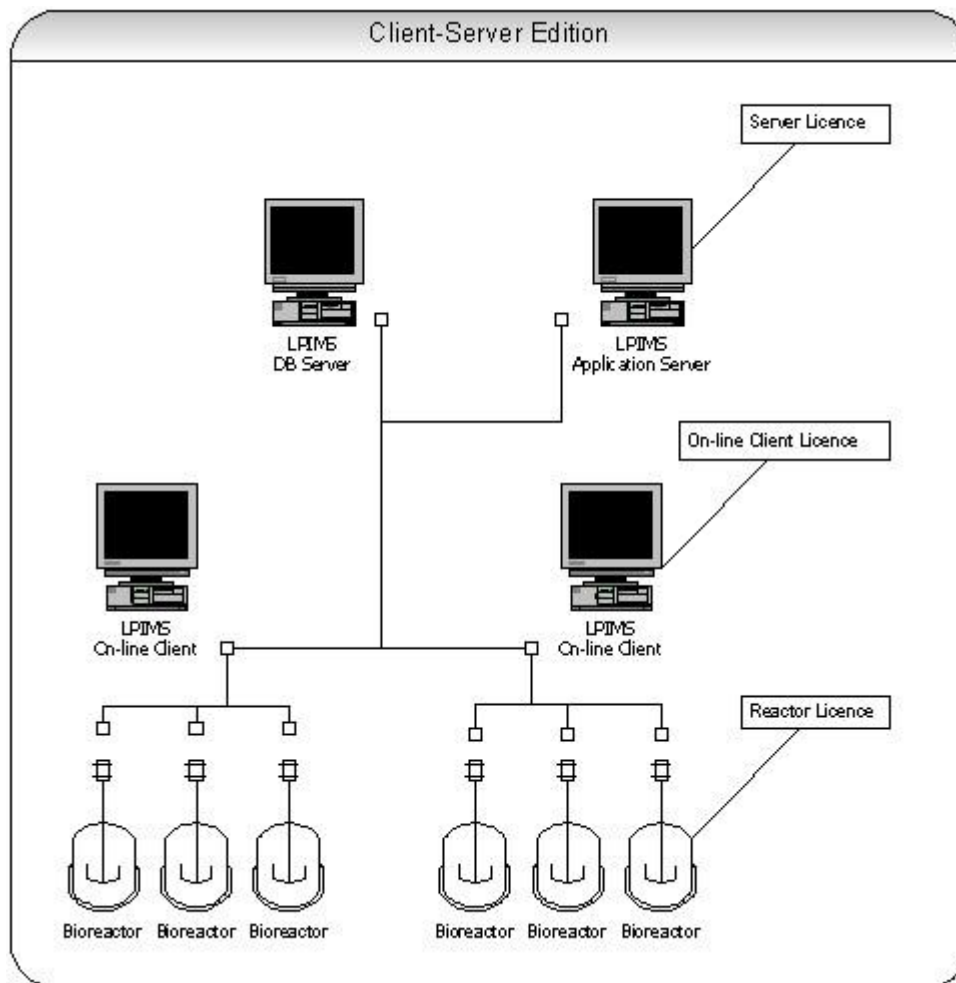 Client-Server Edition
Server Licence
LPIMS
DB Server
LPIMS
Application Server
On-line Client Licence
LPIMS
On-line Client
LPIMS
On-line Client
Reactor Licence
Bioreactor
Bioreactor
Bioreactor
Bioreactor
Bioreactor
Bioreactor